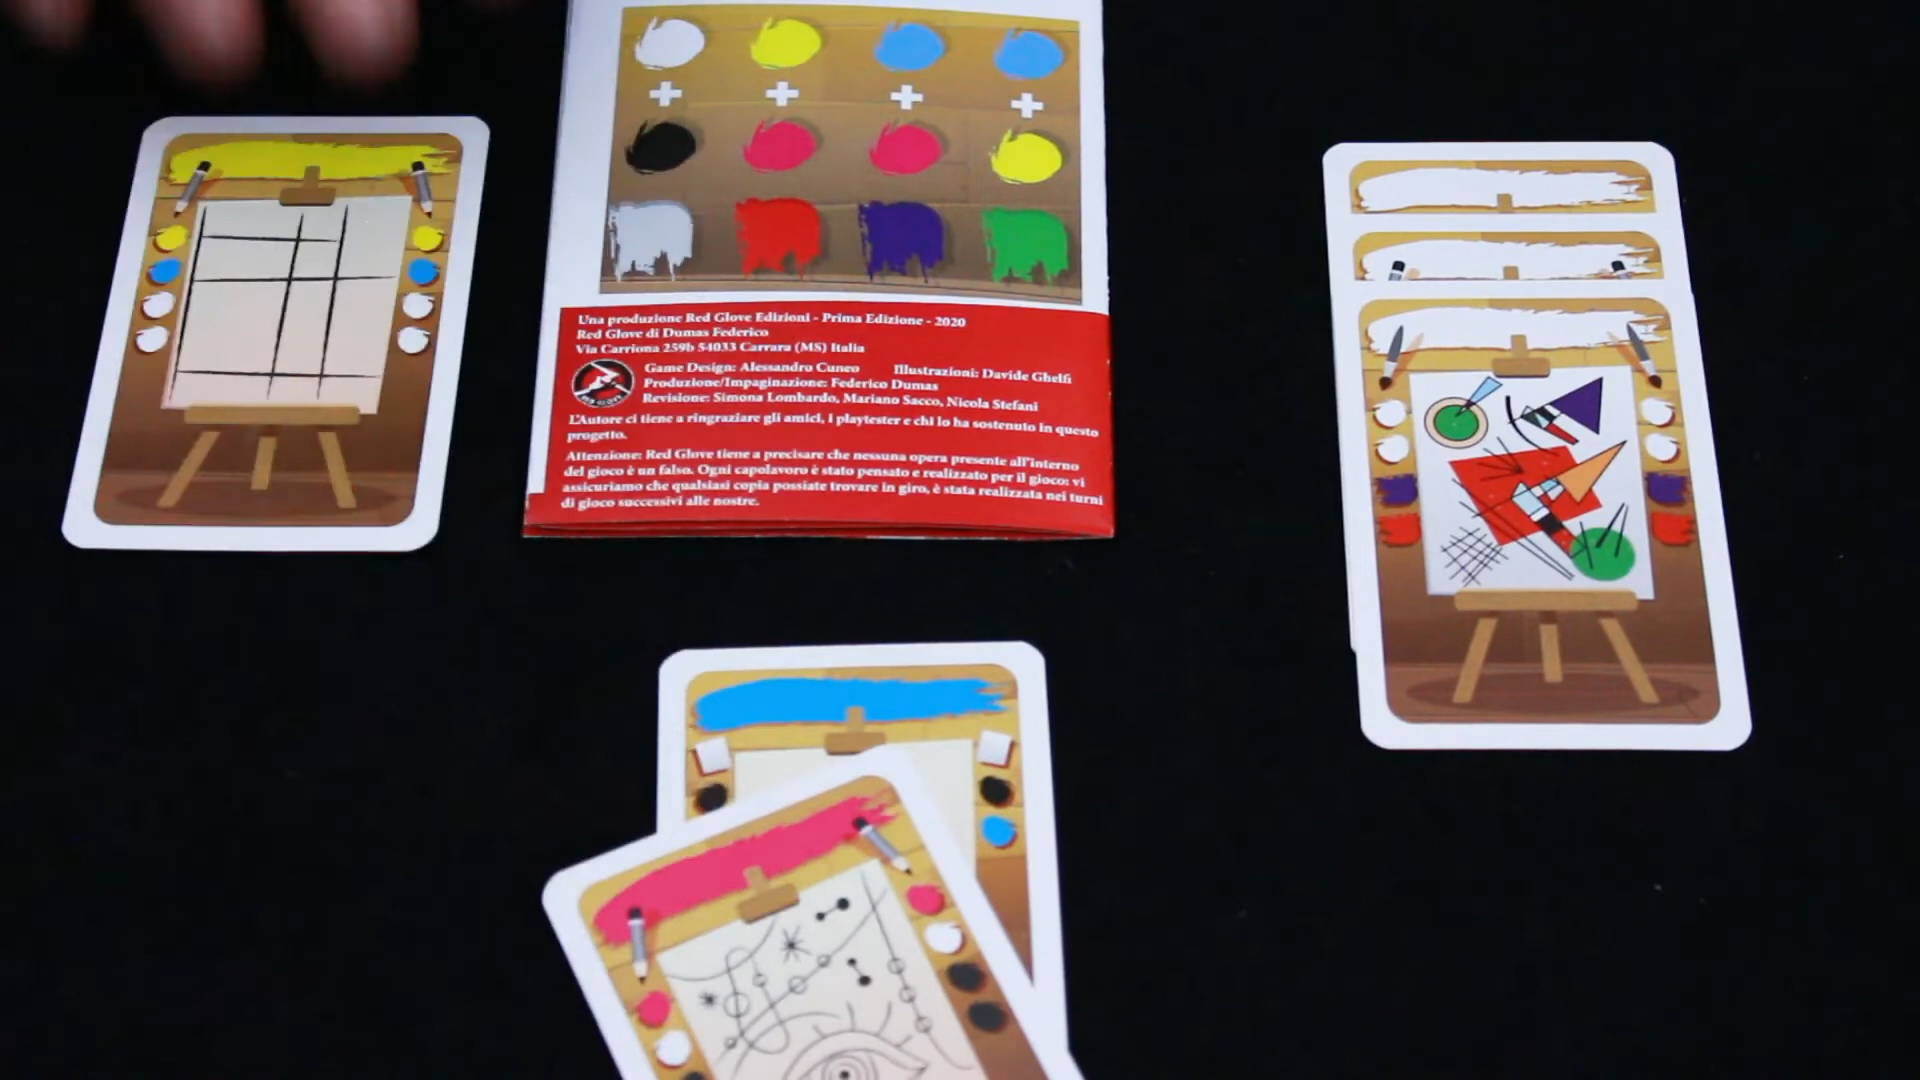 Una produzione Red Glove Edizioni - Prima Edizione - 2020
Red Glove di Dumas Federico
Via Carriona 259b 54033 Carrara (MS) Italia
Game Design: Alessandro Cuneo Illustrazioni: Davide Ghelfi
Produzione/Impaginazione: Federico Dumas
Revisione: Simona Lombardo, Mariano Sacco, Nicola Stefani
L'Autore ci tiene a ringraziare gli amici, i playtester e chi lo ha sostenuto in questo
progetto.
Attenzione: Red Glove tiene a precisare che nessuna opera presente all'interno
del gioco è un falso. Ogni capolavoro è stato pensato e realizzato per il gioco: vi
assicuriamo che qualsiasi copia possiate trovare in giro, è stata realizzata nei turni
di gioco successivi alle nostre.